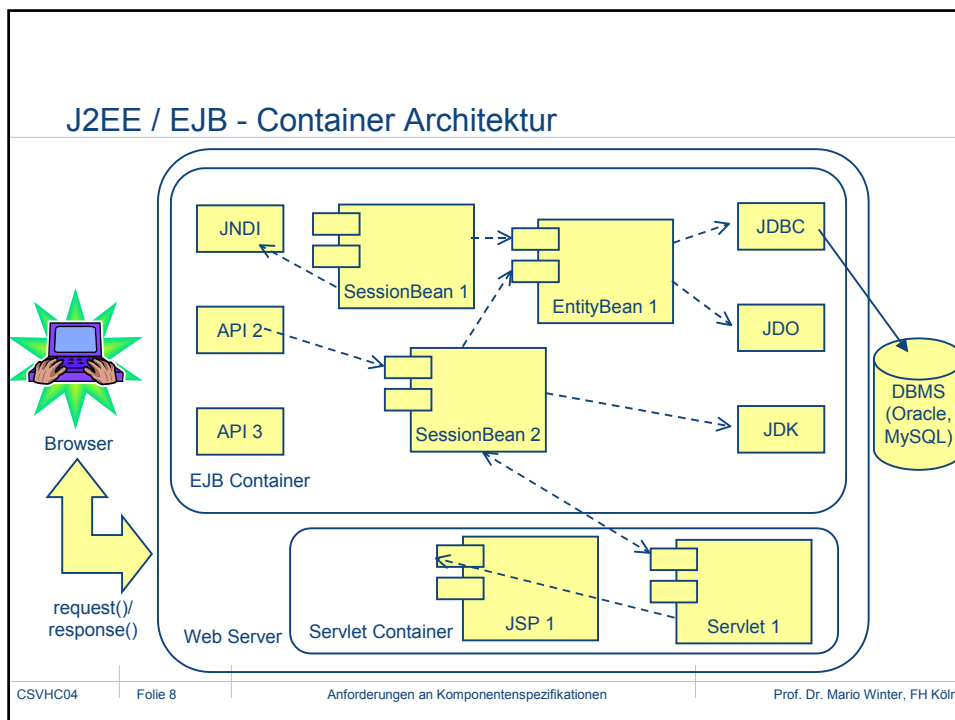 J2EE / EJB - Container Architektur
JNDI
SessionBean 1
EntityBean 1
JDBC
API 2
JDO
SessionBean 2
API 3
JDK
EJB Container
Browser
DBMS
(Oracle,
MySQL)
request()/
response()
Web Server
Servlet Container
JSP 1
Servlet 1
CSVHC04
Folie 8
Anforderungen an Komponentenspezifikationen
Prof. Dr. Mario Winter, FH Köln